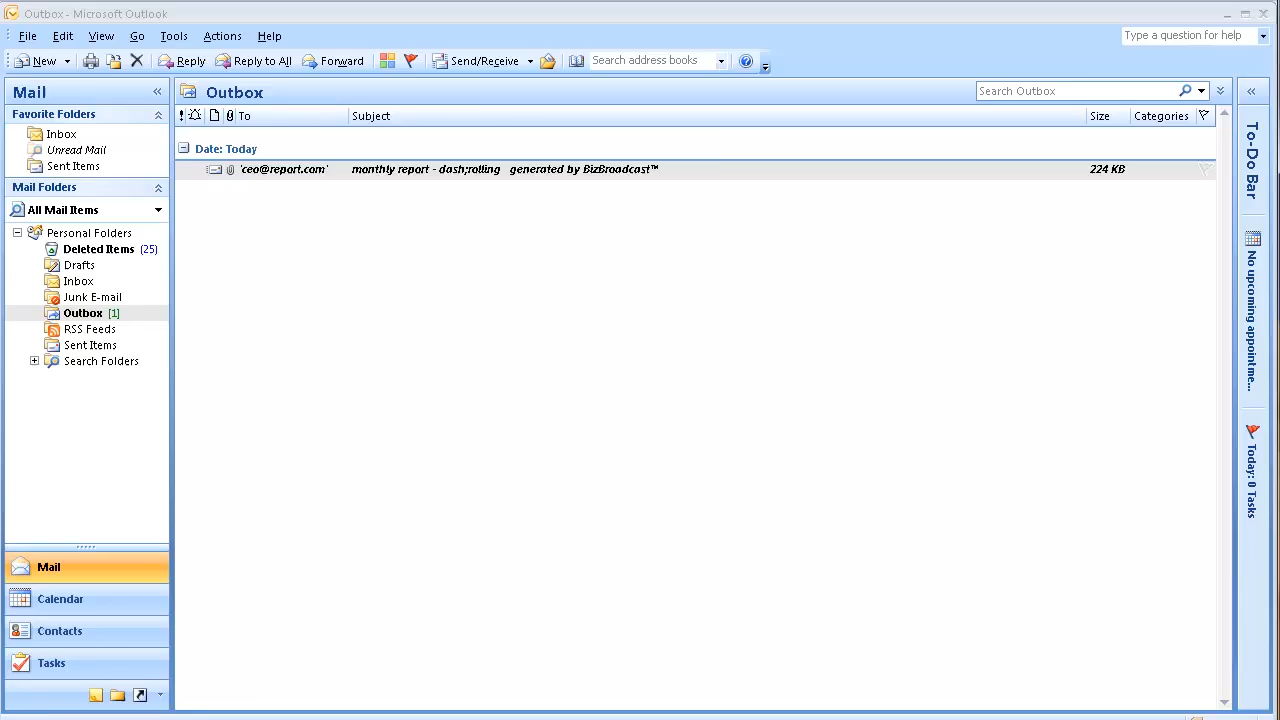 Outbox - Microsoft Outlook
File Edit View Go Tools Actions Help
Type a question for help
New Reply Reply to All Forward Send/Receive Search address books
Mail «
Favorite Folders
Inbox
Unread Mail
Sent Items
Mail Folders
All Mail Items
Personal Folders
Deleted Items (25)
Drafts
Inbox
Junk E-mail
Outbox [1]
RSS Feeds
Sent Items
Search Folders
Mail
Calendar
Contacts
Tasks
Outbox
Search Outbox
! To Subject Size Categories
Date: Today
'ceo@report.com' monthly report - dash;rolling generated by BizBroadcast™ 224 KB
«
To-Do Bar
No upcoming appointme...
Today: 0 Tasks